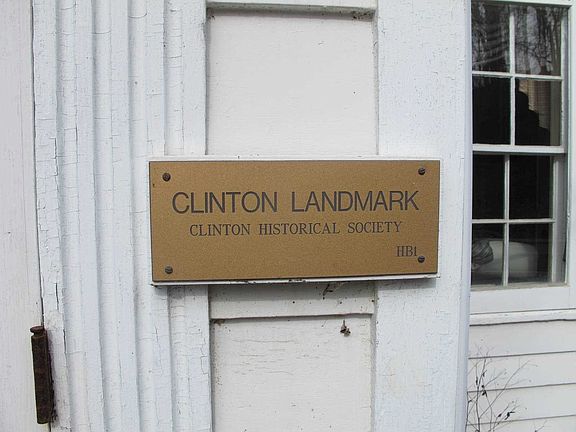 CLINTON LANDMARK
CLINTON HISTORICAL SOCIETY
HB1